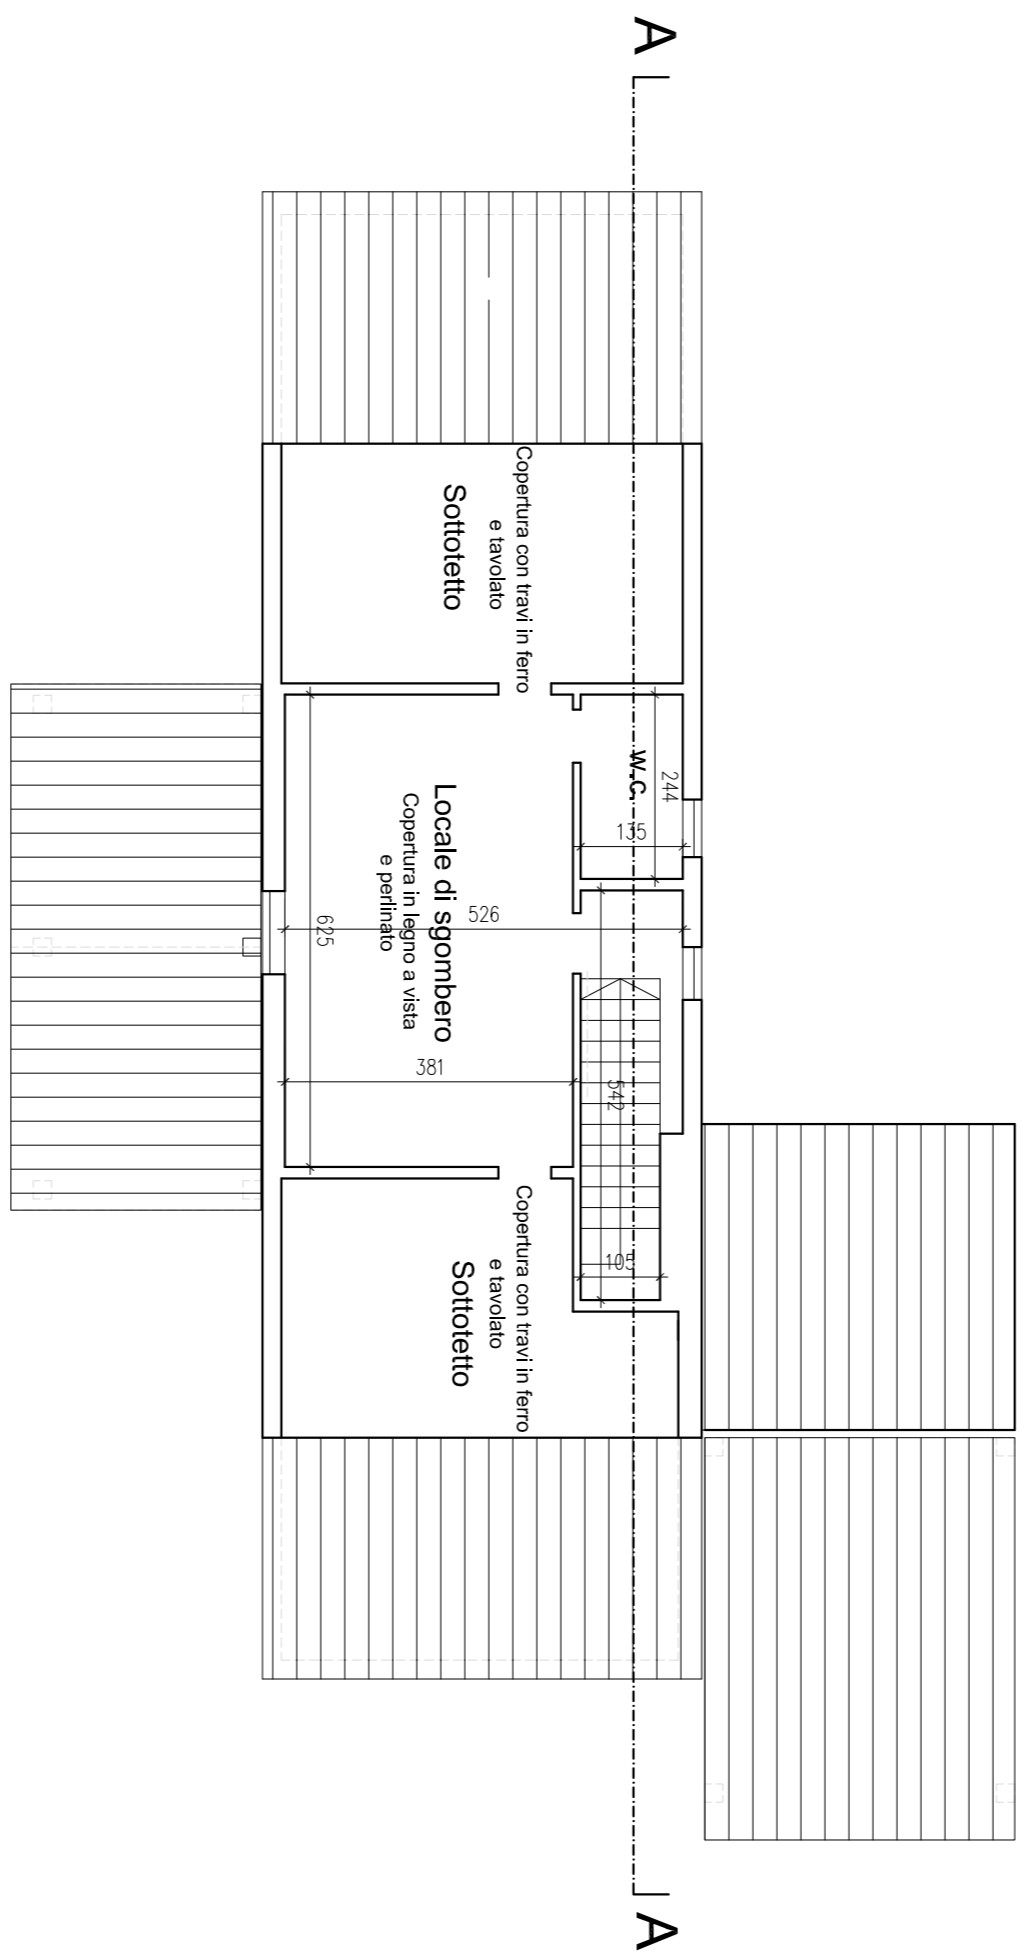 A
Copertura con travi in ferro
e tavolato
Sottotetto
W.C.
244
135
Locale di sgombero
Copertura in legno a vista
e perlinato
526
625
381
542
105
Copertura con travi in ferro
e tavolato
Sottotetto
A